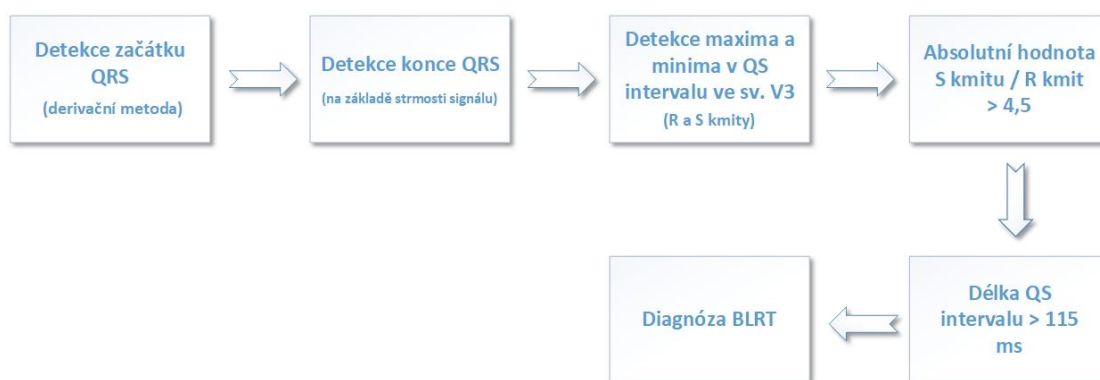 Detekce začátku
QRS
(derivační metoda)
Detekce konce QRS
(na základě strmosti signálu)
Detekce maxima a
minima v QS
intervalu ve sv. V3
(R a S kmity)
Absolutní hodnota
S kmitu / R kmit
> 4,5
Délka QS
intervalu > 115
ms
Diagnóza BLRT